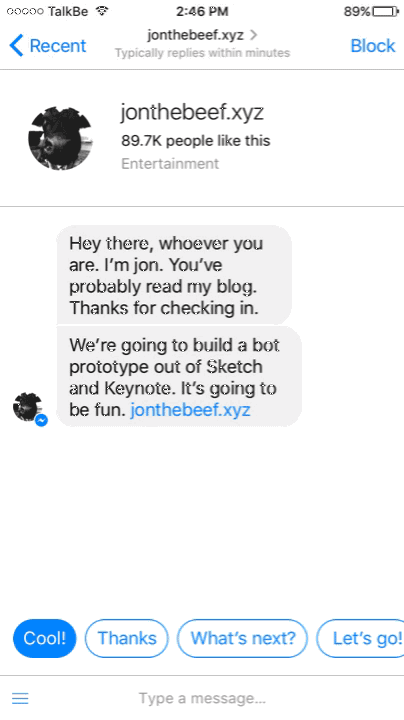 TalkBe 2:46 PM 89%
Recent jonthebeef.xyz Block
Typically replies within minutes
jonthebeef.xyz
89.7K people like this
Entertainment
Hey there, whoever you
are. I’m jon. You’ve
probably read my blog.
Thanks for checking in.
We’re going to build a bot
prototype out of Sketch
and Keynote. It’s going to
be fun. jonthebeef.xyz
Cool! Thanks What’s next? Let’s go!
Type a message...